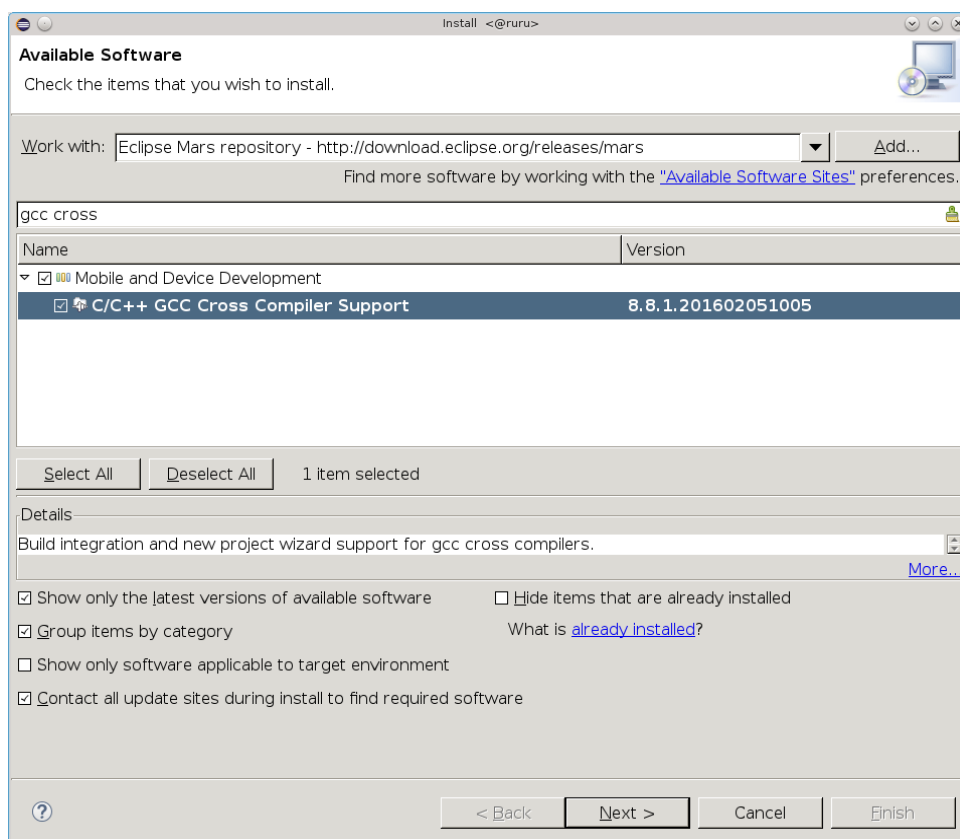 Install <@ruru>
Available Software
Check the items that you wish to install.
Work with: Eclipse Mars repository - http://download.eclipse.org/releases/mars Add...
Find more software by working with the "Available Software Sites" preferences.
gcc cross
Name Version
Mobile and Device Development
C/C++ GCC Cross Compiler Support 8.8.1.201602051005
Select All Deselect All 1 item selected
Details
Build integration and new project wizard support for gcc cross compilers.
More...
Show only the latest versions of available software Hide items that are already installed
Group items by category What is already installed?
Show only software applicable to target environment
Contact all update sites during install to find required software
? < Back Next > Cancel Finish